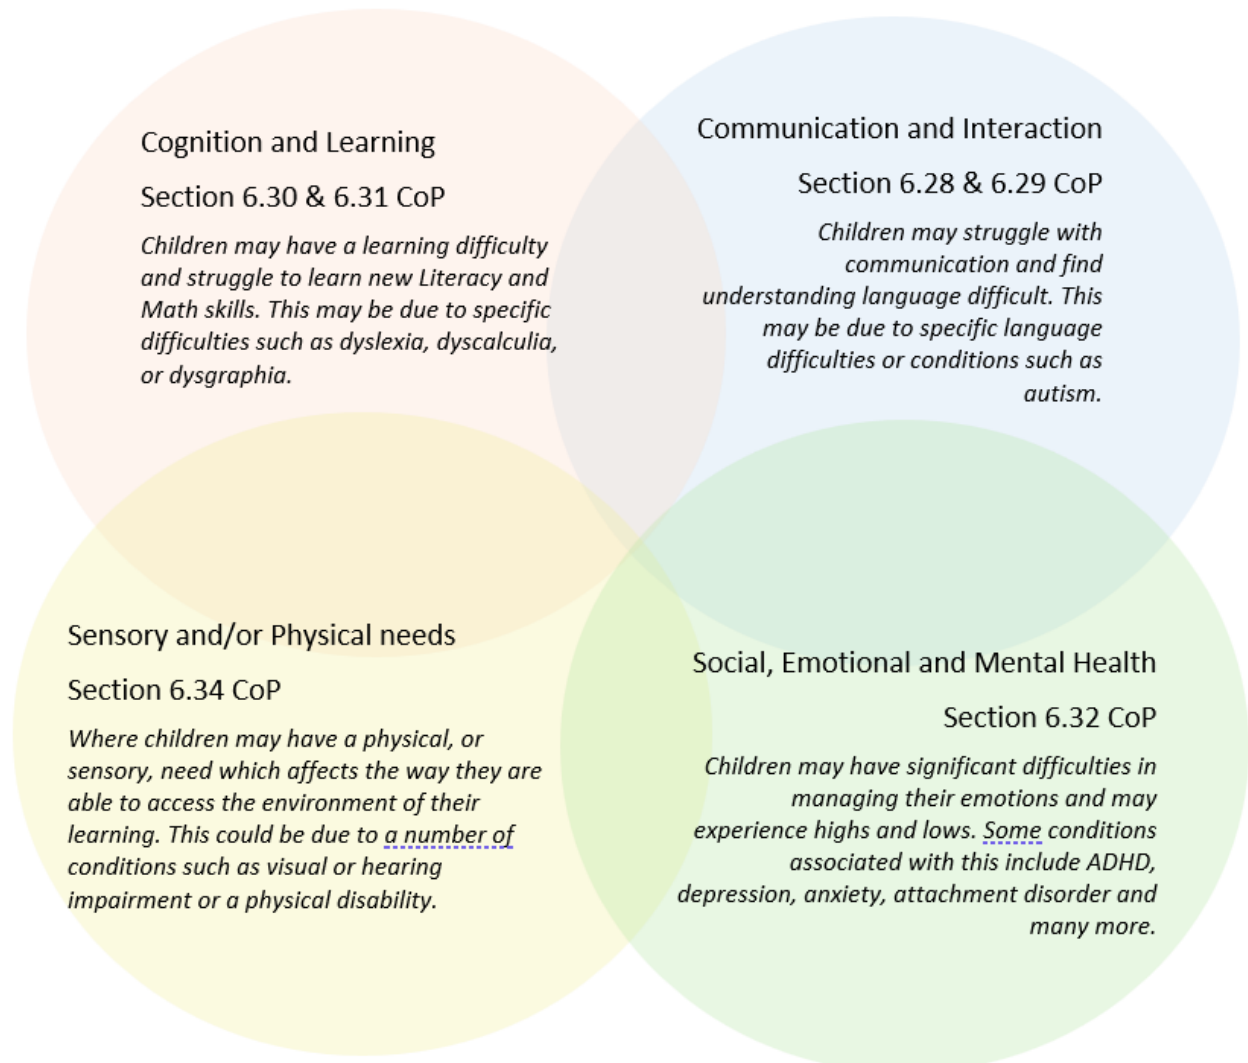 Cognition and Learning
Section 6.30 & 6.31 CoP
Children may have a learning difficulty
and struggle to learn new Literacy and
Math skills. This may be due to specific
difficulties such as dyslexia, dyscalculia,
or dysgraphia.
Communication and Interaction
Section 6.28 & 6.29 CoP
Children may struggle with
communication and find
understanding language difficult. This
may be due to specific language
difficulties or conditions such as
autism.
Sensory and/or Physical needs
Section 6.34 CoP
Where children may have a physical, or
sensory, need which affects the way they are
able to access the environment of their
learning. This could be due to a number of
conditions such as visual or hearing
impairment or a physical disability.
Social, Emotional and Mental Health
Section 6.32 CoP
Children may have significant difficulties in
managing their emotions and may
experience highs and lows. Some conditions
associated with this include ADHD,
depression, anxiety, attachment disorder and
many more.